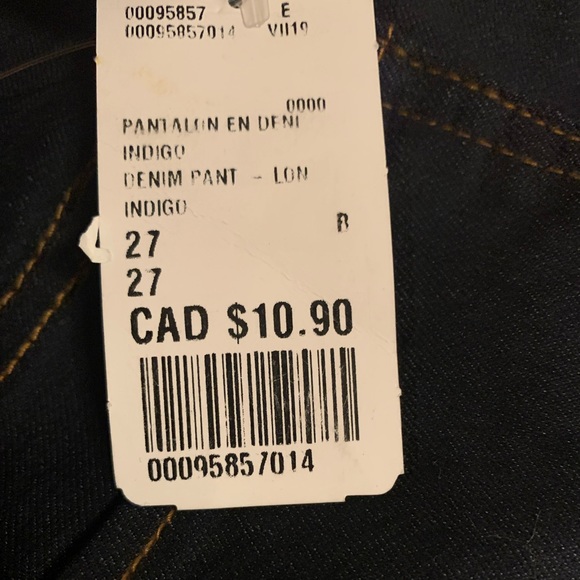 00095857 E
00095857014 VII19
0000
PANTALON EN DENI
INDIGO
DENIM PANT - LON
INDIGO
B
27
27
CAD $10.90
00095857014